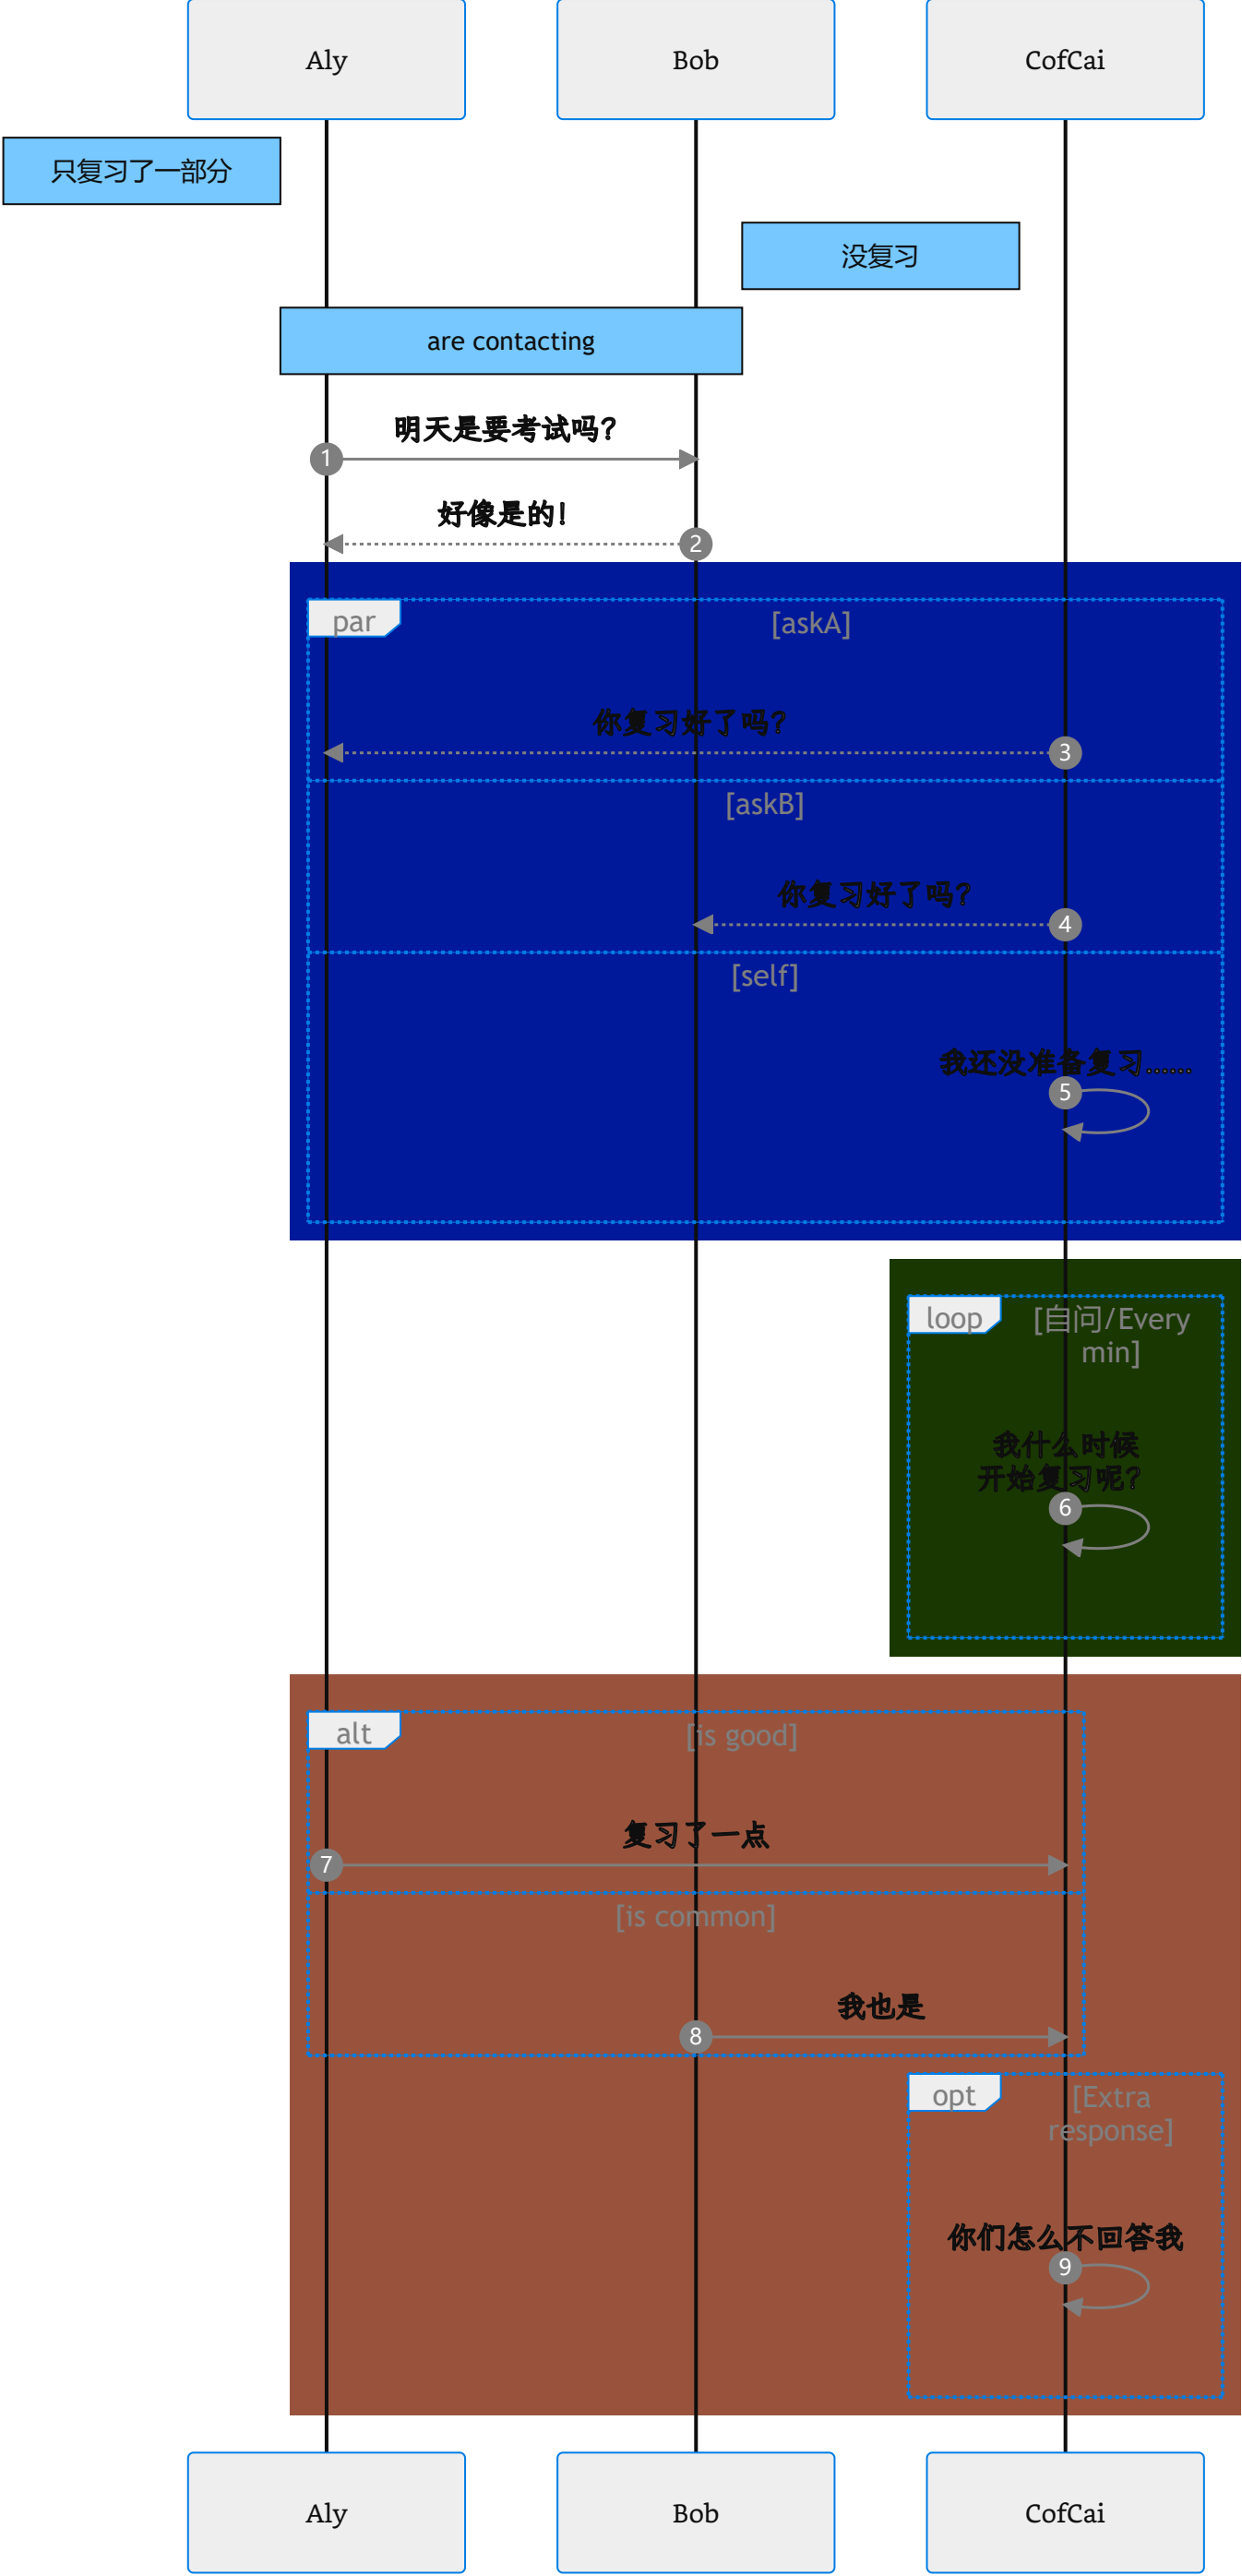 Aly
Bob
CofCai
只复习了一部分
没复习
are contacting
明天是要考试吗?
1
好像是的!
2
par
[askA]
你复习好了吗?
3
[askB]
你复习好了吗?
4
[self]
我还没准备复习......
5
loop
[自问/Every
min]
我什么时候
开始复习呢?
6
alt
[is good]
复习了一点
7
[is common]
我也是
8
opt
[Extra
response]
你们怎么不回答我
9
Aly
Bob
CofCai